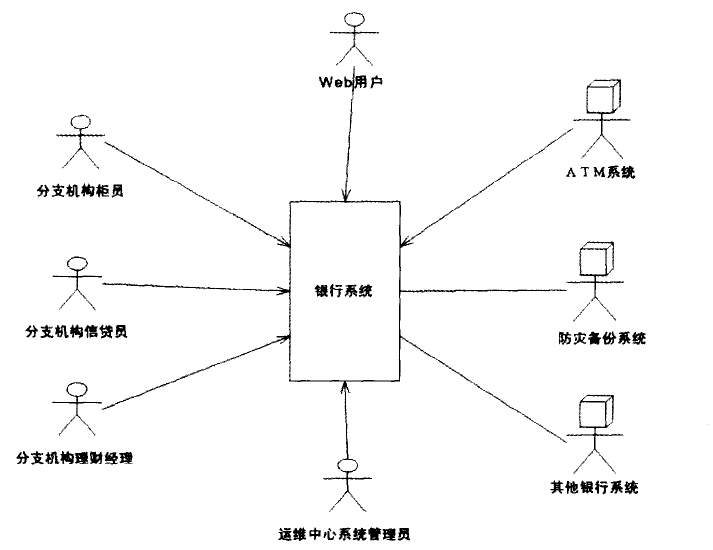 Web用户
ATM系统
分支机构柜员
银行系统
分支机构信贷员
防灾备份系统
分支机构理财经理
其他银行系统
运维中心系统管理员